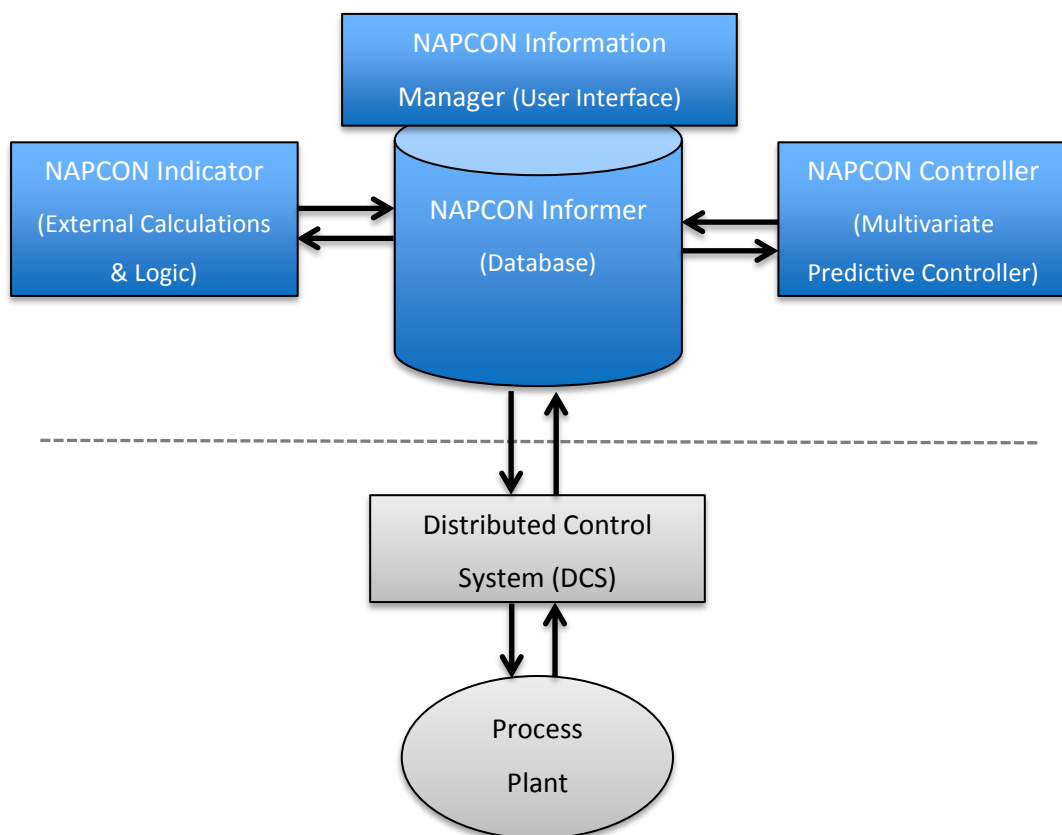 NAPCON Information
Manager (User Interface)
NAPCON Indicator
(External Calculations
& Logic)
NAPCON Informer
(Database)
NAPCON Controller
(Multivariate
Predictive Controller)
Distributed Control
System (DCS)
Process
Plant